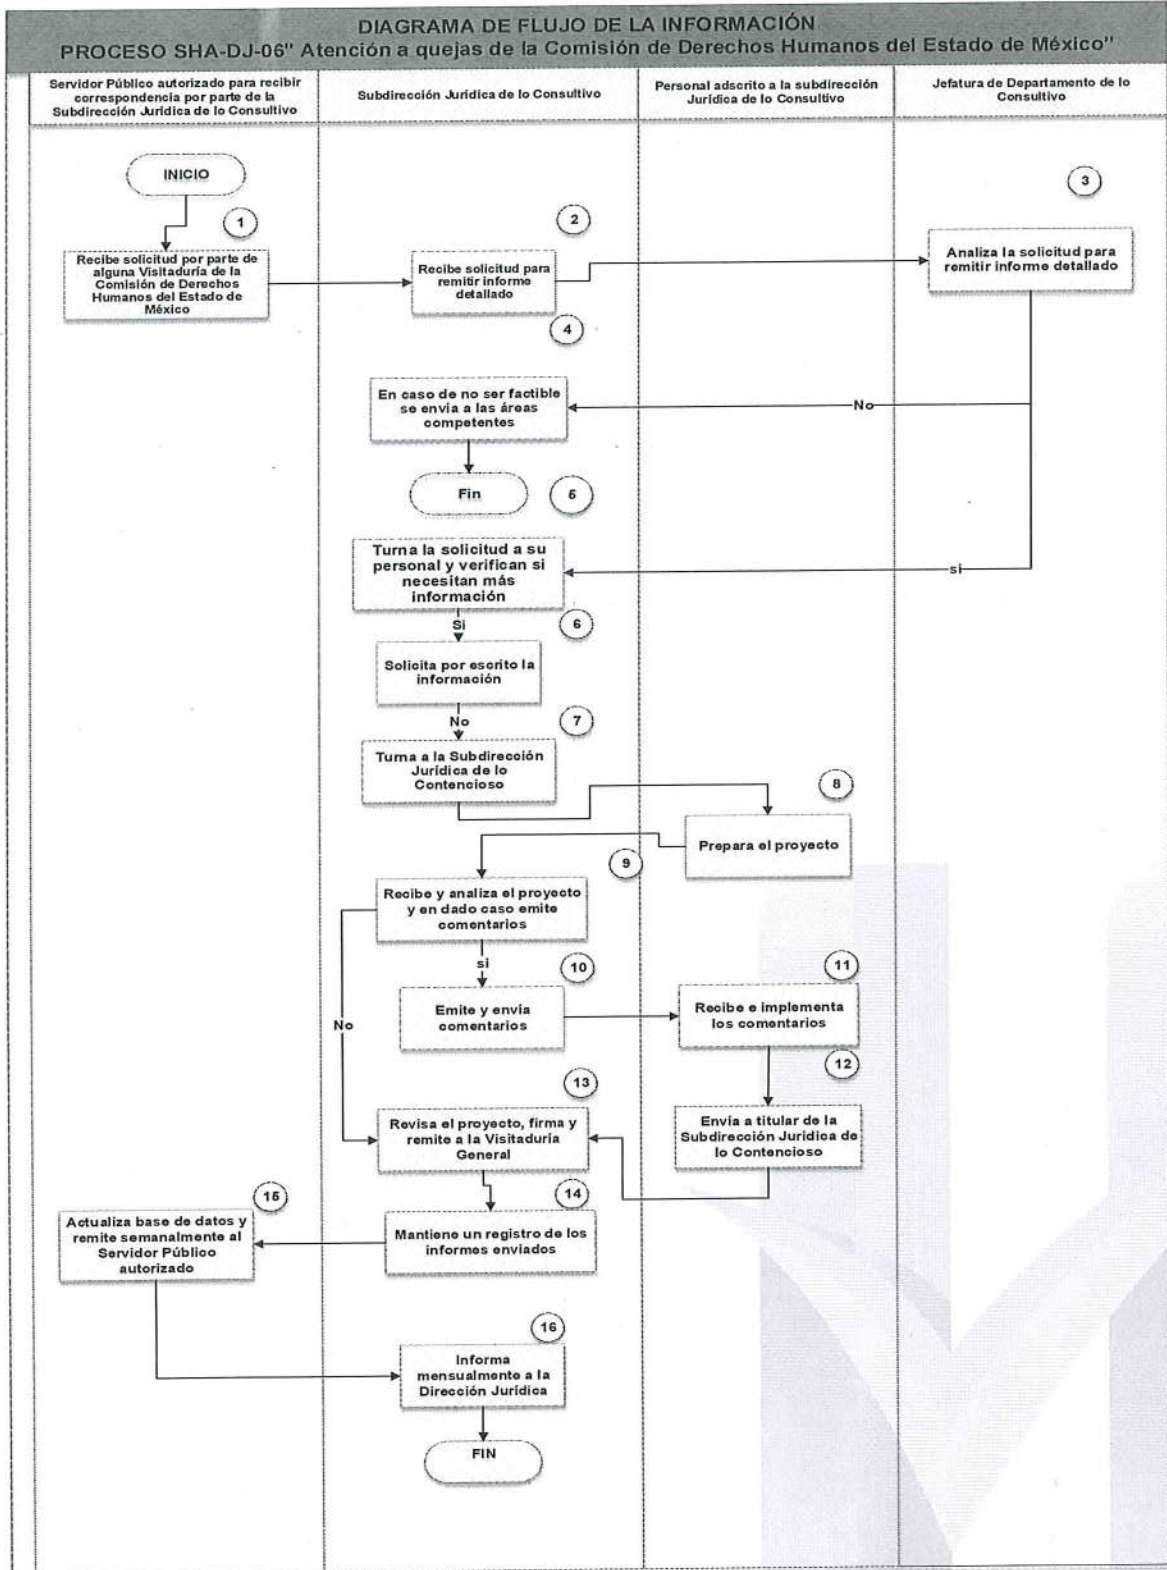 DIAGRAMA DE FLUJO DE LA INFORMACIÓN
PROCESO SHA-DJ-06" Atención a quejas de la Comisión de Derechos Humanos del Estado de México"
Servidor Público autorizado para recibir
correspondencia por parte de la
Subdirección Jurídica de lo Consultivo
Subdirección Jurídica de lo Consultivo
Personal adscrito a la subdirección
Jurídica de lo Consultivo
Jefatura de Departamento de lo
Consultivo
INICIO
1
Recibe solicitud por parte de
alguna Visitaduría de la
Comisión de Derechos
Humanos del Estado de
México
2
Recibe solicitud para
remitir informe
detallado
3
Analiza la solicitud para
remitir informe detallado
4
En caso de no ser factible
se envía a las áreas
competentes
No
Fin
5
Turna la solicitud a su
personal y verifican si
necesitan más
información
si
Si
6
Solicita por escrito la
información
No
7
Turna a la Subdirección
Jurídica de lo
Contencioso
8
Prepara el proyecto
9
Recibe y analiza el proyecto
y en dado caso emite
comentarios
si
10
Emite y envía
comentarios
No
11
Recibe e implementa
los comentarios
12
Envía a titular de la
Subdirección Jurídica de
lo Contencioso
13
Revisa el proyecto, firma y
remite a la Visitaduría
General
14
Mantiene un registro de los
informes enviados
15
Actualiza base de datos y
remite semanalmente al
Servidor Público
autorizado
16
Informa
mensualmente a la
Dirección Jurídica
FIN